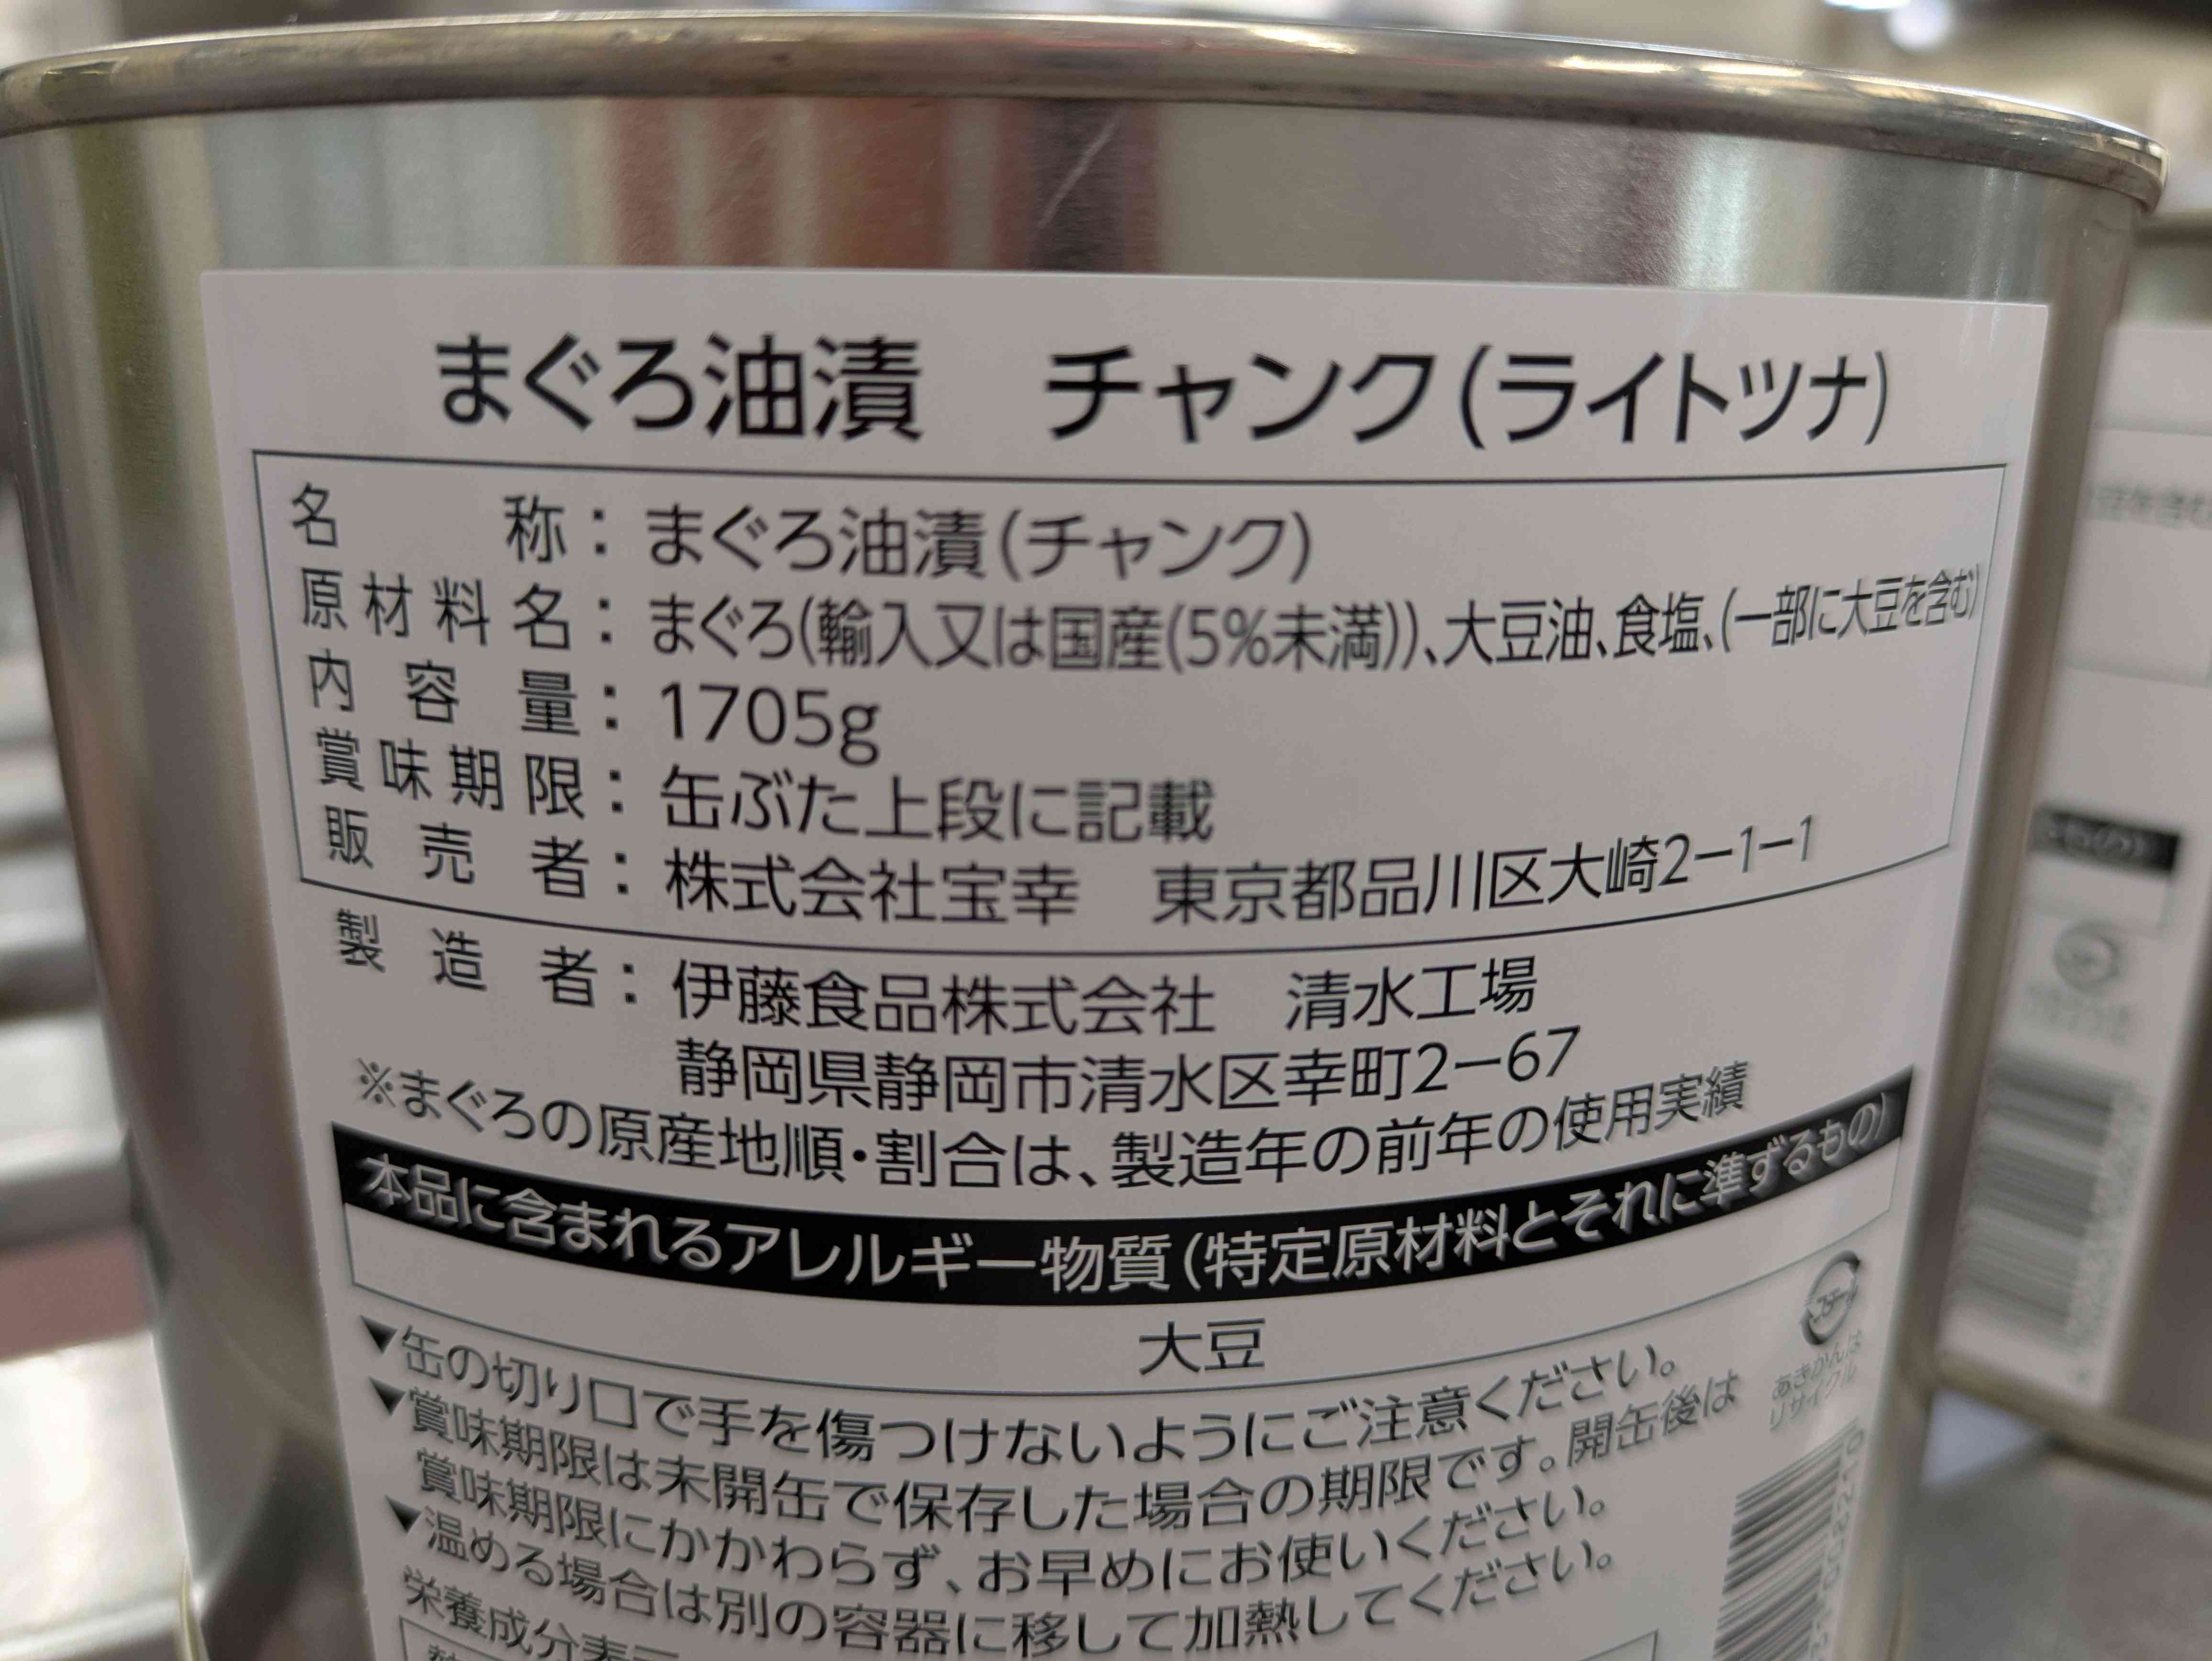 まぐろ油漬　チャンク(ライトツナ)
名称：まぐろ油漬(チャンク)
原材料名：まぐろ(輸入又は国産(5%未満))、大豆油、食塩、(一部に大豆を含む)
内容量：1705g
賞味期限：缶ぶた上段に記載
販売者：株式会社宝幸　東京都品川区大崎2－1－1
製造者：伊藤食品株式会社　清水工場
静岡県静岡市清水区幸町2－67
※まぐろの原産地順・割合は、製造年の前年の使用実績
本品に含まれるアレルギー物質(特定原材料とそれに準ずるもの)
大豆
スチール
あきかんは
リサイクル
▼缶の切り口で手を傷つけないようにご注意ください。
▼賞味期限は未開缶で保存した場合の期限です。開缶後は
賞味期限にかかわらず、お早めにお使いください。
▼温める場合は別の容器に移して加熱してください。
栄養成分表示